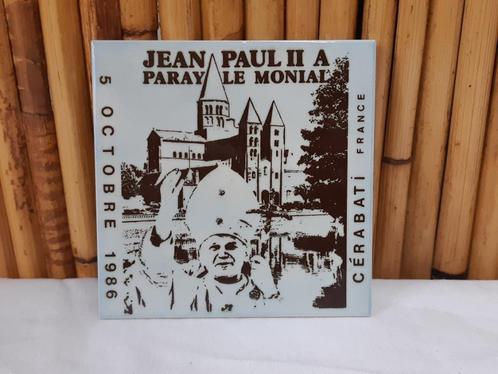 JEAN PAUL II A
PARAY LE MONIAL
5 OCTOBRE 1986
CÉRABATİ FRANCE